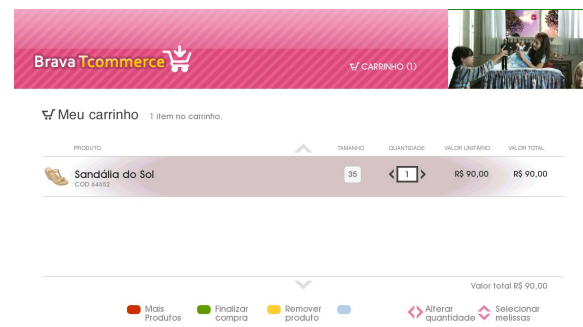 Brava Tcommerce
CARRINHO (1)
Meu carrinho 1 item no carrinho.
PRODUTO TAMANHO QUANTIDADE VALOR UNITÁRIO VALOR TOTAL
Sandália do Sol 35 1 R$ 90,00 R$ 90,00
COD 64652
Valor total R$ 90,00
Mais Produtos
Finalizar compra
Remover produto
Alterar quantidade
Selecionar melissas